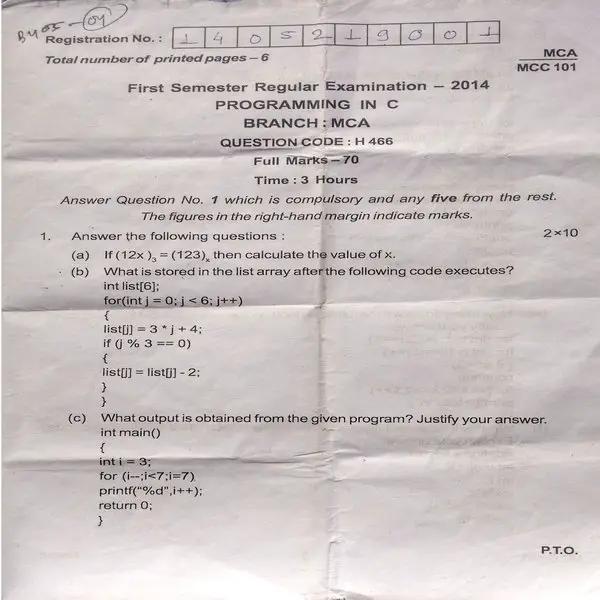 By 05 - 04
Registration No. : 1 4 0 5 2 1 9 0 0 1
Total number of printed pages – 6
MCA
MCC 101
First Semester Regular Examination – 2014
PROGRAMMING IN C
BRANCH : MCA
QUESTION CODE : H 466
Full Marks – 70
Time : 3 Hours
Answer Question No. 1 which is compulsory and any five from the rest.
The figures in the right-hand margin indicate marks.
1. Answer the following questions : 2×10
(a) If (12x )₃ = (123)ₓ then calculate the value of x.
(b) What is stored in the list array after the following code executes?
int list[6];
for(int j = 0; j < 6; j++)
{
list[j] = 3 * j + 4;
if (j % 3 == 0)
{
list[j] = list[j] - 2;
}
}
(c) What output is obtained from the given program? Justify your answer.
int main()
{
int i = 3;
for (i--;i<7;i=7)
printf("%d",i++);
return 0;
}
P.T.O.